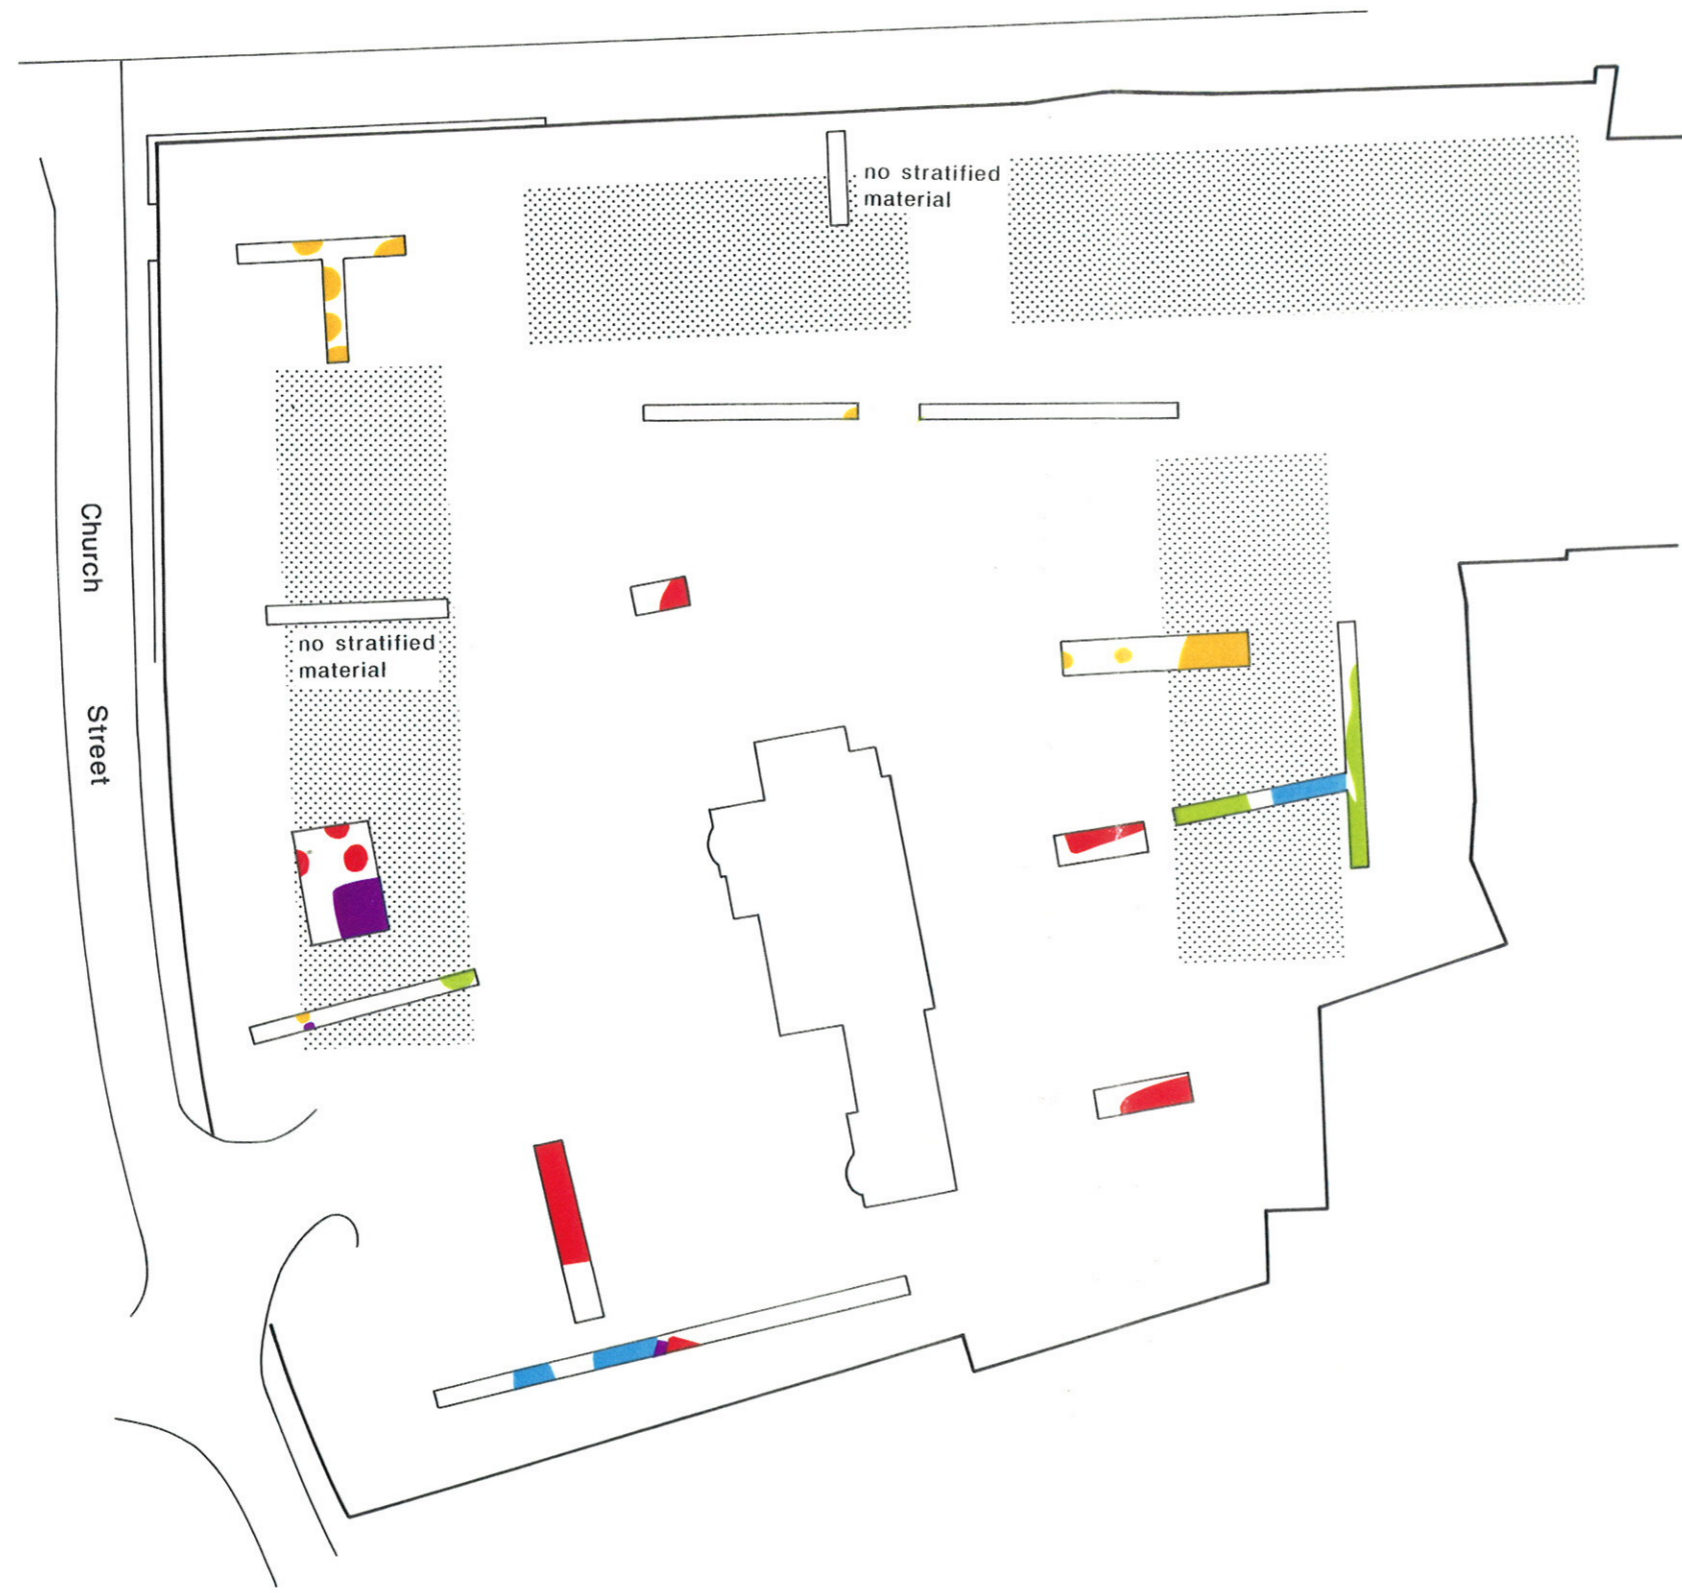 no stratified
material
Church
Street
no stratified
material